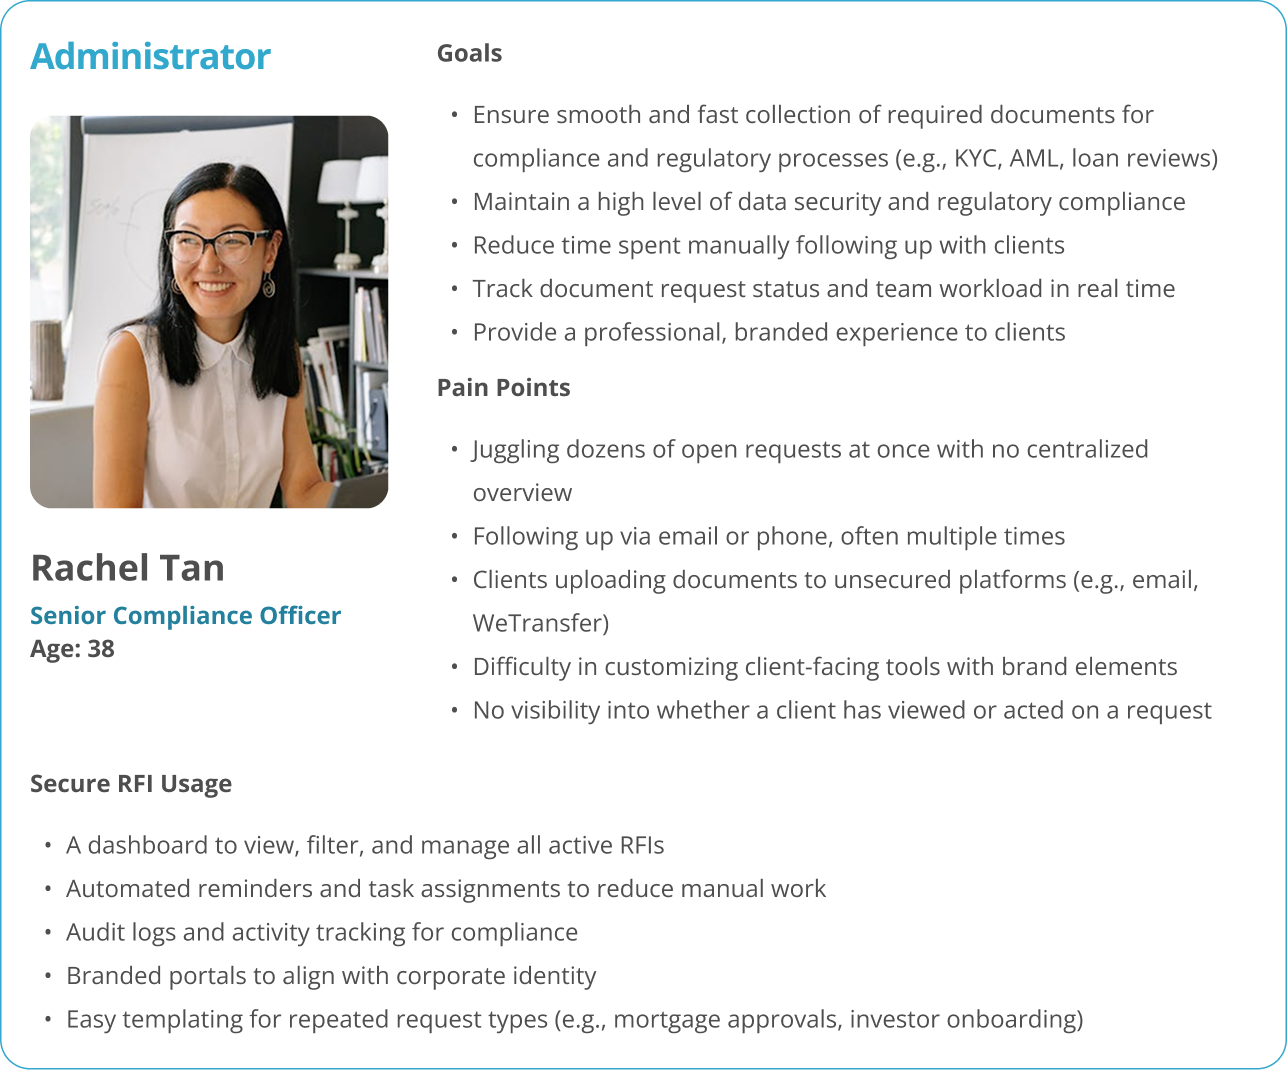 Administrator
Rachel Tan
Senior Compliance Officer
Age: 38
Goals
• Ensure smooth and fast collection of required documents for
compliance and regulatory processes (e.g., KYC, AML, loan reviews)
• Maintain a high level of data security and regulatory compliance
• Reduce time spent manually following up with clients
• Track document request status and team workload in real time
• Provide a professional, branded experience to clients
Pain Points
• Juggling dozens of open requests at once with no centralized
overview
• Following up via email or phone, often multiple times
• Clients uploading documents to unsecured platforms (e.g., email,
WeTransfer)
• Difficulty in customizing client-facing tools with brand elements
• No visibility into whether a client has viewed or acted on a request
Secure RFI Usage
• A dashboard to view, filter, and manage all active RFIs
• Automated reminders and task assignments to reduce manual work
• Audit logs and activity tracking for compliance
• Branded portals to align with corporate identity
• Easy templating for repeated request types (e.g., mortgage approvals, investor onboarding)